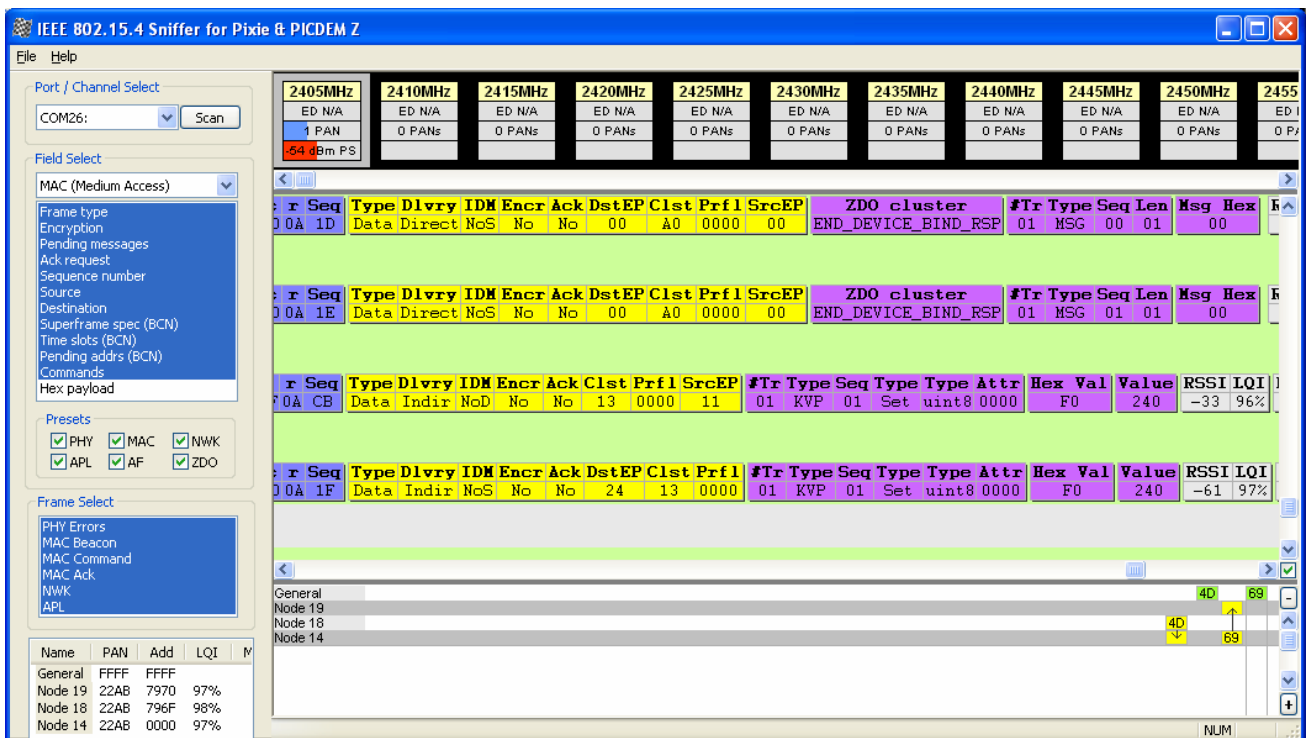 IEEE 802.15.4 Sniffer for Pixie & PICDEM Z
File Help
Port / Channel Select
COM26: Scan
Field Select
MAC (Medium Access)
Frame type
Encryption
Pending messages
Ack request
Sequence number
Source
Destination
Superframe spec (BCN)
Time slots (BCN)
Pending addrs (BCN)
Commands
Hex payload
Presets
PHY MAC NWK
APL AF ZDO
Frame Select
PHY Errors
MAC Beacon
MAC Command
MAC Ack
NWK
APL
Name PAN Add LQI M
General FFFF FFFF
Node 19 22AB 7970 97%
Node 18 22AB 796F 98%
Node 14 22AB 0000 97%
2405MHz 2410MHz 2415MHz 2420MHz 2425MHz 2430MHz 2435MHz 2440MHz 2445MHz 2450MHz 2455
ED N/A ED N/A ED N/A ED N/A ED N/A ED N/A ED N/A ED N/A ED N/A ED N/A ED
1 PAN 0 PANs 0 PANs 0 PANs 0 PANs 0 PANs 0 PANs 0 PANs 0 PANs 0 PANs 0 PA
dBm PS
r Seq Type Dlvry IDM Encr Ack DstEP Clst Prfl SrcEP ZDO cluster #Tr Type Seq Len Msg Hex
0A 1D Data Direct NoS No No 00 A0 0000 00 END_DEVICE_BIND_RSP 01 MSG 00 01 00
r Seq Type Dlvry IDM Encr Ack DstEP Clst Prfl SrcEP ZDO cluster #Tr Type Seq Len Msg Hex
0A 1E Data Direct NoS No No 00 A0 0000 00 END_DEVICE_BIND_RSP 01 MSG 01 01 00
r Seq Type Dlvry IDM Encr Ack Clst Prfl SrcEP #Tr Type Seq Type Type Attr Hex Val Value RSSI LQI
0A CB Data Indir NoD No No 13 0000 11 01 KVP 01 Set uint8 0000 F0 240 -33 96%
r Seq Type Dlvry IDM Encr Ack DstEP Clst Prfl #Tr Type Seq Type Type Attr Hex Val Value RSSI LQI
0A 1F Data Indir NoS No No 24 13 0000 01 KVP 01 Set uint8 0000 F0 240 -61 97%
General 4D 69
Node 19
Node 18 4D
Node 14 69
NUM